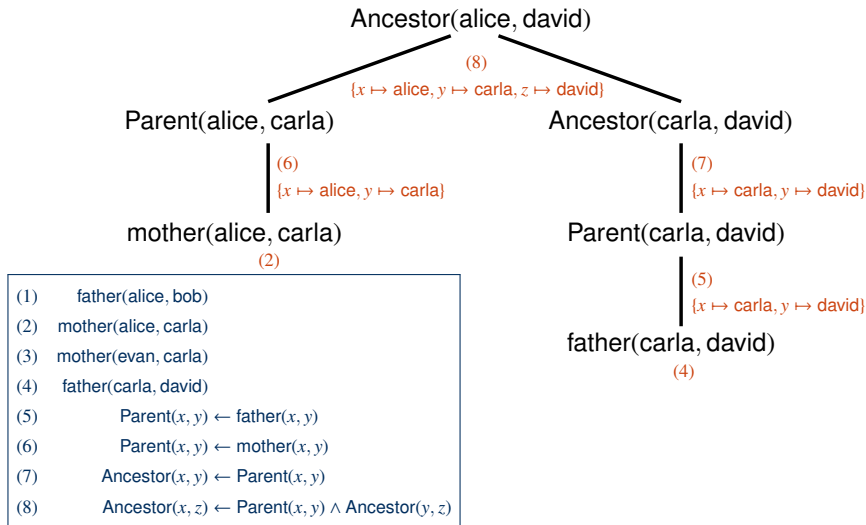 Ancestor(alice, david)
(8)
{x ↦ alice, y ↦ carla, z ↦ david}
Parent(alice, carla)
Ancestor(carla, david)
(6)
{x ↦ alice, y ↦ carla}
(7)
{x ↦ carla, y ↦ david}
mother(alice, carla)
(2)
Parent(carla, david)
(5)
{x ↦ carla, y ↦ david}
father(carla, david)
(4)
(1) father(alice, bob)
(2) mother(alice, carla)
(3) mother(evan, carla)
(4) father(carla, david)
(5) Parent(x, y) ← father(x, y)
(6) Parent(x, y) ← mother(x, y)
(7) Ancestor(x, y) ← Parent(x, y)
(8) Ancestor(x, z) ← Parent(x, y) ∧ Ancestor(y, z)